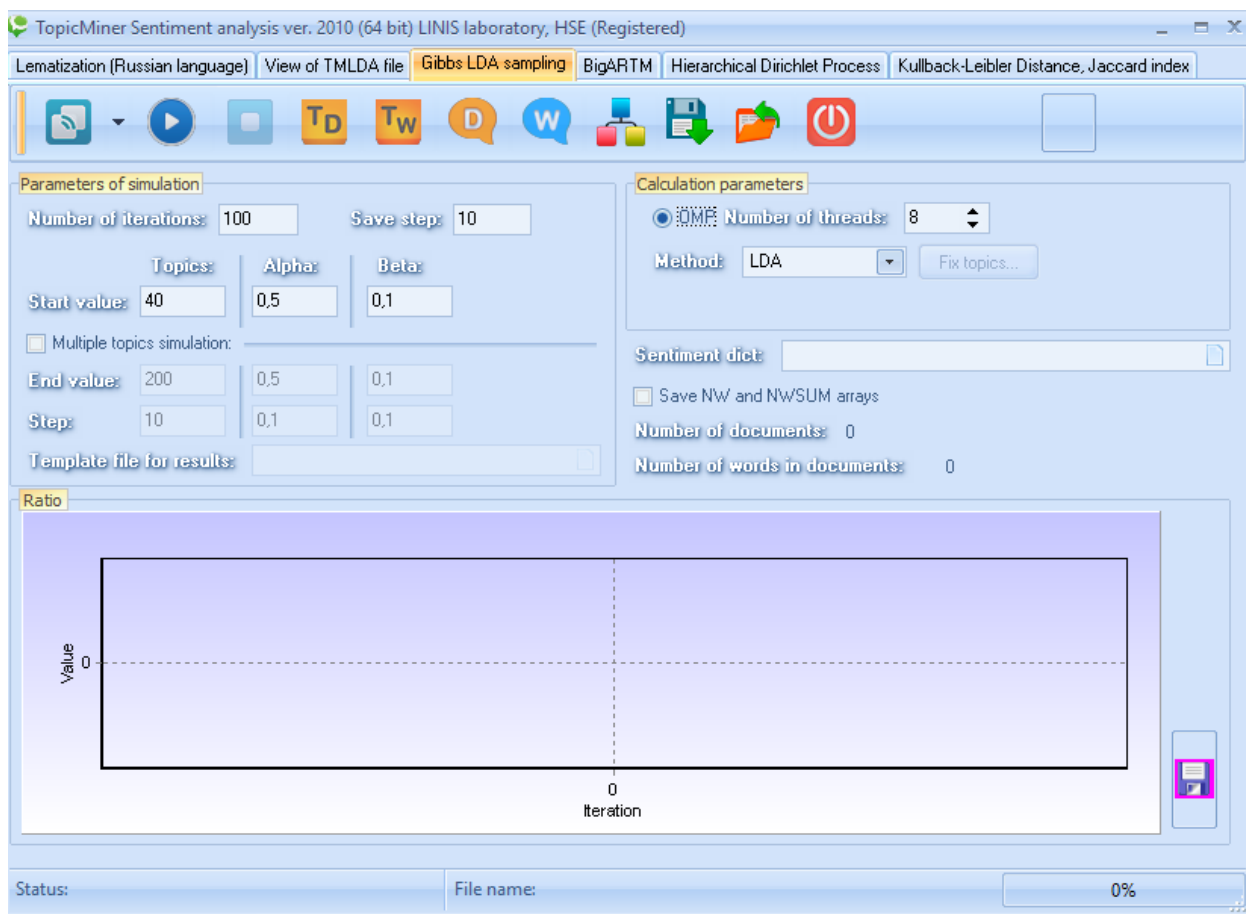 TopicMiner Sentiment analysis ver. 2010 (64 bit) LINIS laboratory, HSE (Registered)
Lematization (Russian language) View of TMLDA file Gibbs LDA sampling BigARTM Hierarchical Dirichlet Process Kullback-Leibler Distance, Jaccard index
TD TW D W
Parameters of simulation
Number of iterations: 100 Save step: 10
Topics: Alpha: Beta:
Start value: 40 0,5 0,1
Multiple topics simulation:
End value: 200 0,5 0,1
Step: 10 0,1 0,1
Template file for results:
Calculation parameters
OMP Number of threads: 8
Method: LDA Fix topics...
Sentiment dict:
Save NW and NWSUM arrays
Number of documents: 0
Number of words in documents: 0
Ratio
Value
0
0
Iteration
Status: File name: 0%